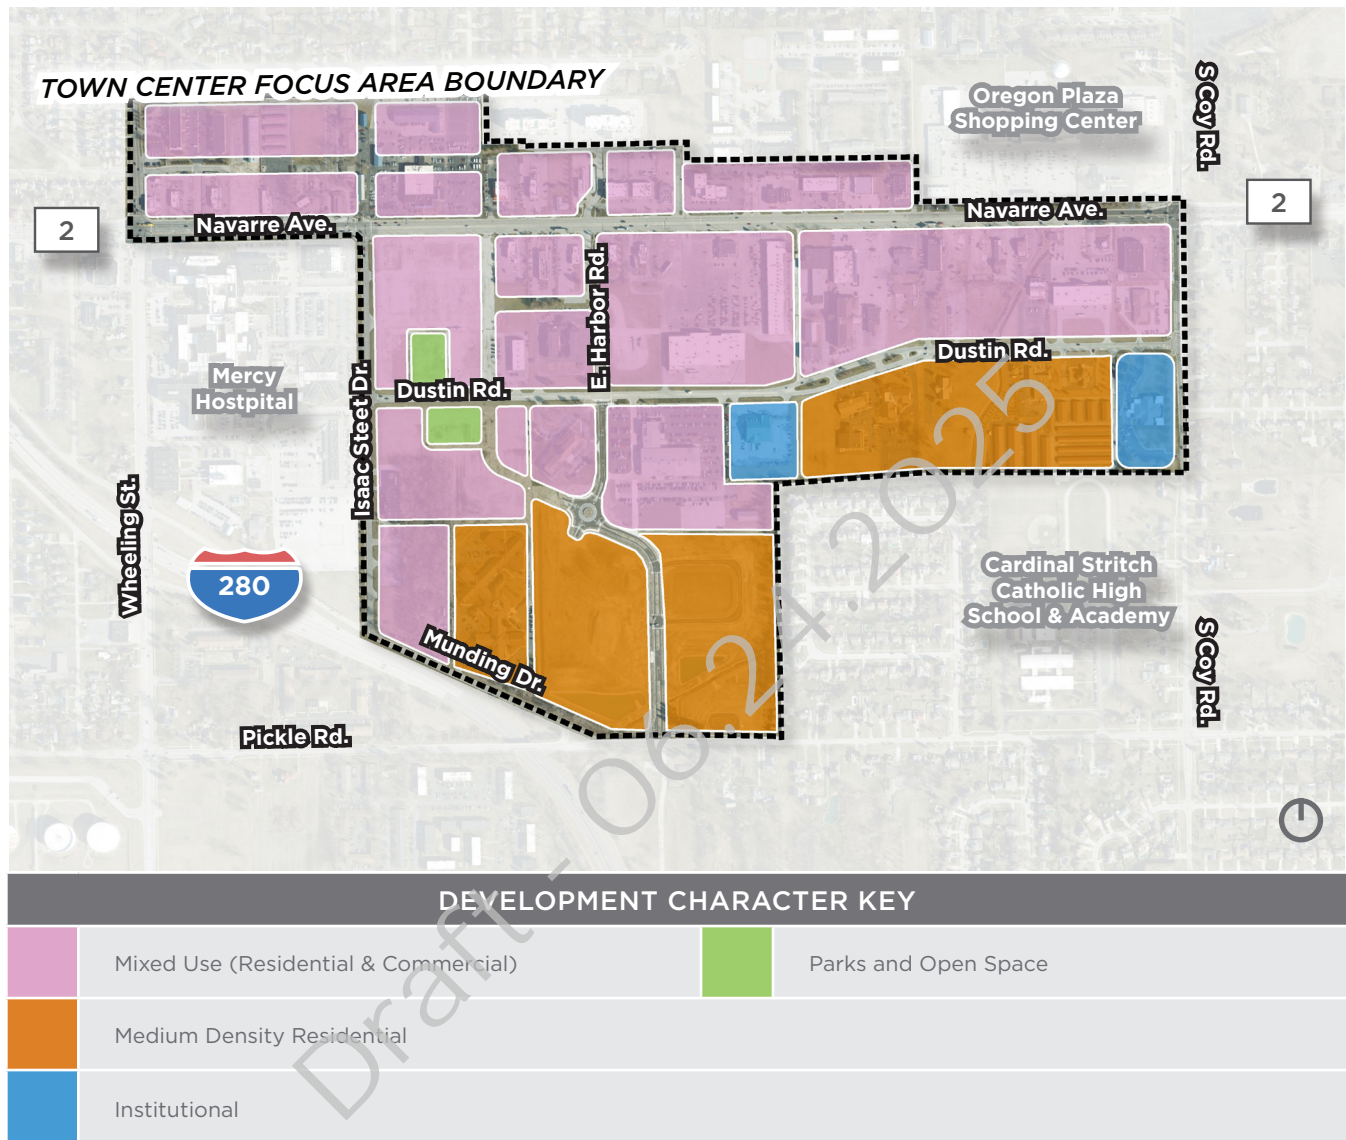 TOWN CENTER FOCUS AREA BOUNDARY
Oregon Plaza
Shopping Center
S Coy Rd.
2
Navarre Ave.
Navarre Ave.
2
E. Harbor Rd.
Dustin Rd.
Mercy
Hostpital
Isaac Steet Dr.
Dustin Rd.
Wheeling St.
280
Cardinal Stritch
Catholic High
School & Academy
Munding Dr.
S Coy Rd.
Pickle Rd.
Draft - 06.24.2025
DEVELOPMENT CHARACTER KEY
Mixed Use (Residential & Commercial)
Parks and Open Space
Medium Density Residential
Institutional